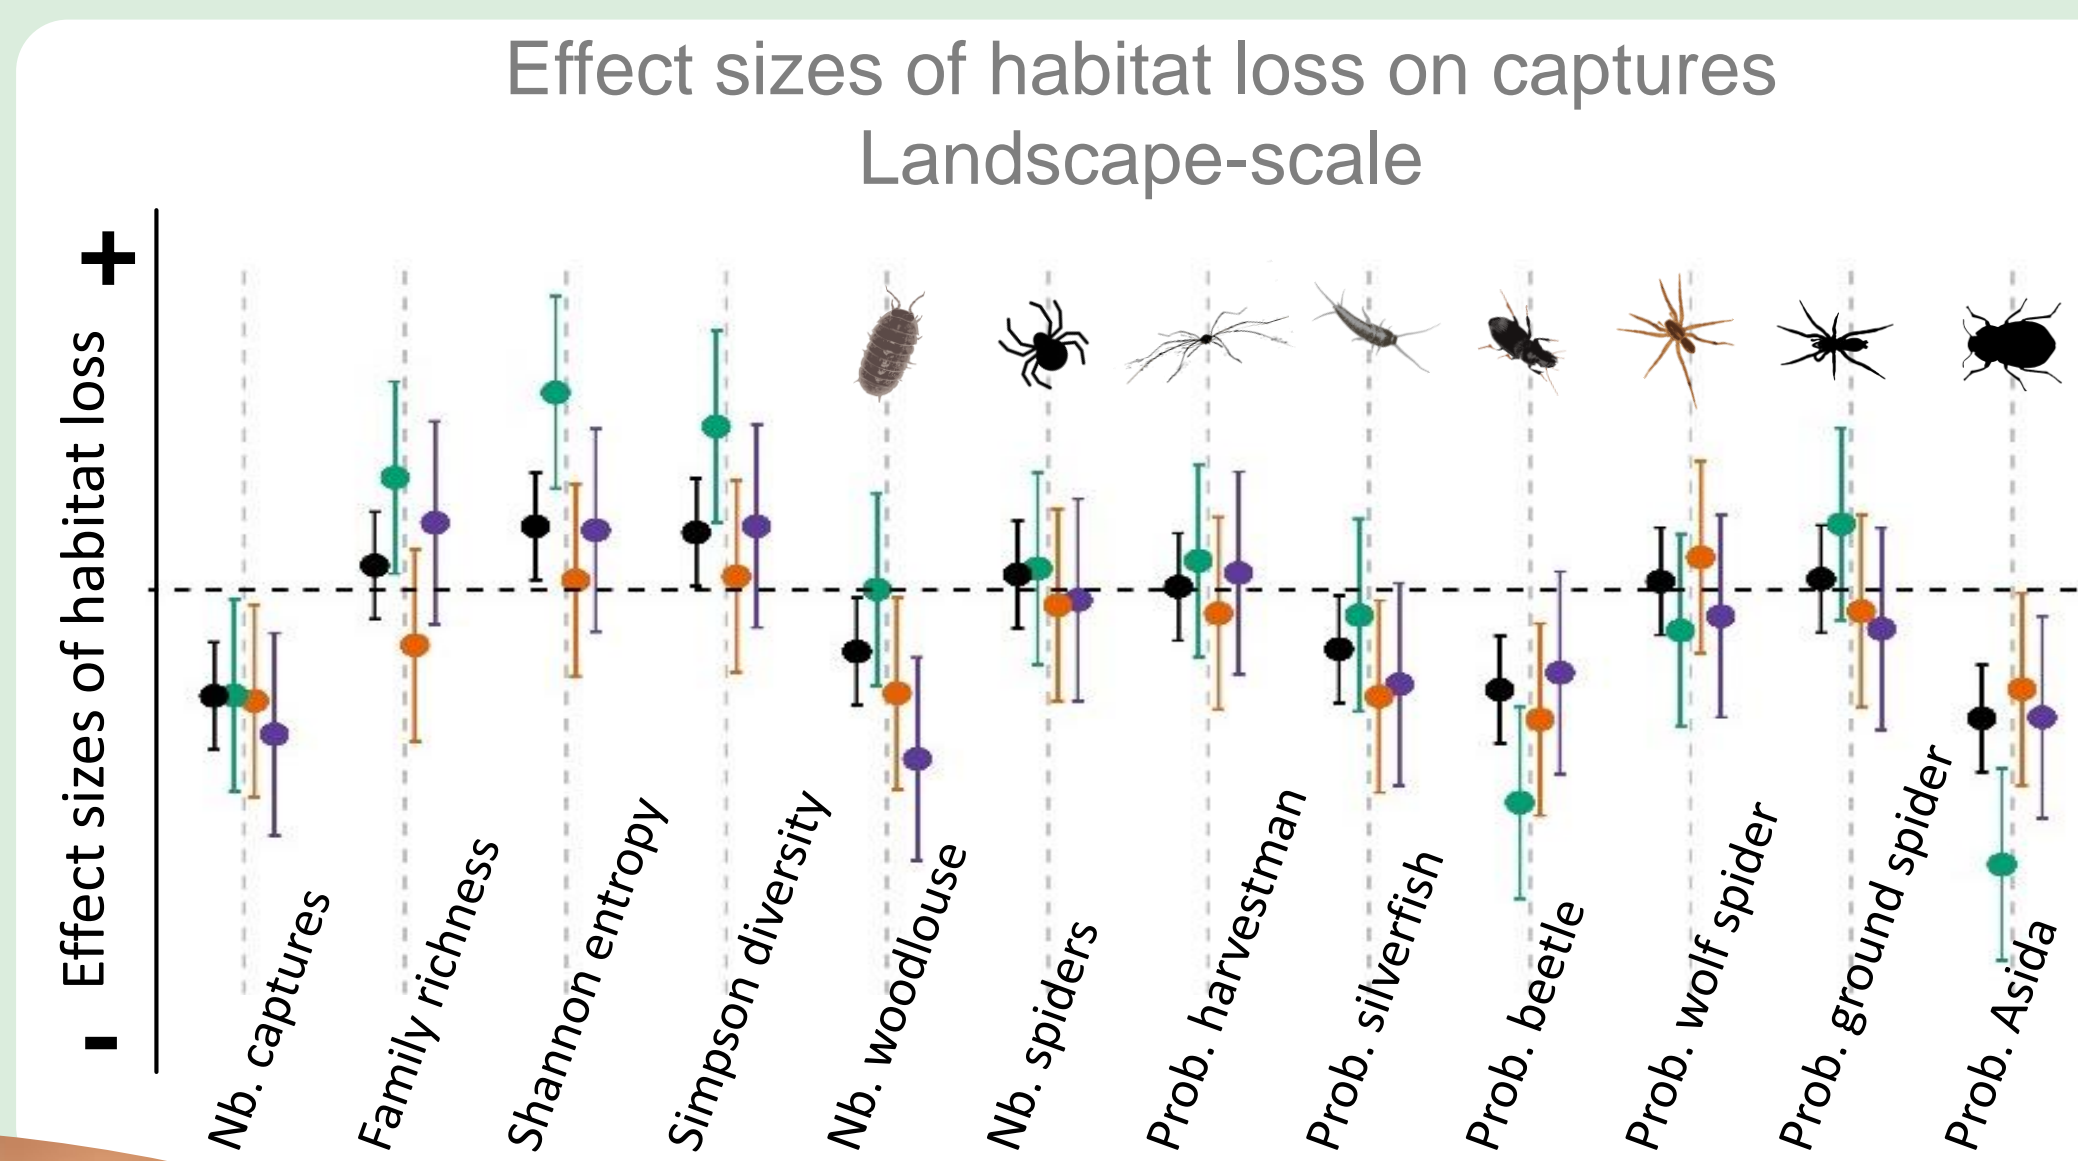 Effect sizes of habitat loss on captures
Landscape-scale
+
Effect sizes of habitat loss
-
Nb. captures
Family richness
Shannon entropy
Simpson diversity
Nb. woodlouse
Nb. spiders
Prob. harvestman
Prob. silverfish
Prob. beetle
Prob. wolf spider
Prob. ground spider
Prob. Asida